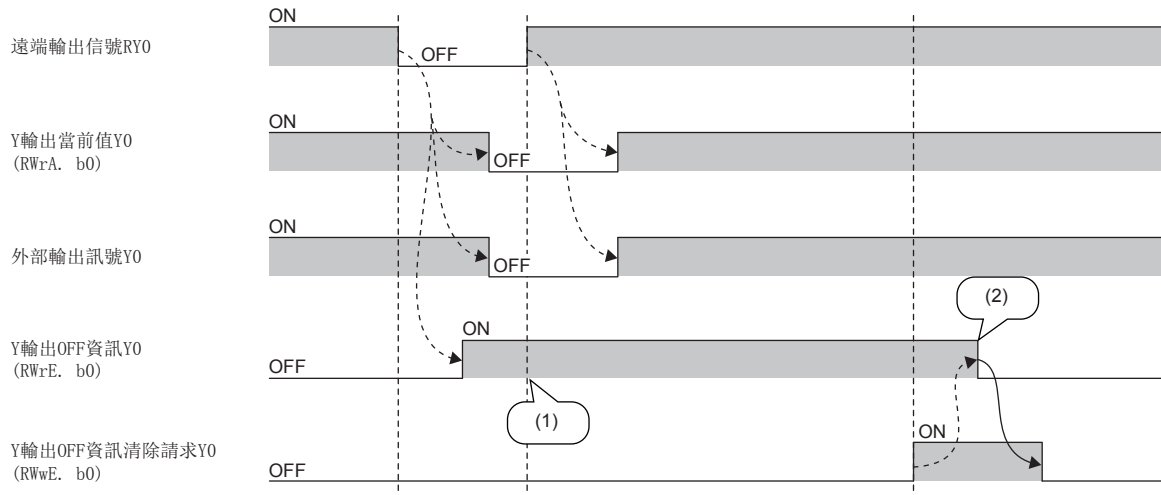 ON
遠端輸出信號RY0
OFF
ON
Y輸出當前值Y0
(RWrA. b0)
OFF
ON
外部輸出訊號Y0
OFF
(2)
ON
Y輸出OFF資訊Y0
(RWrE. b0)
OFF
(1)
ON
Y輸出OFF資訊清除請求Y0
(RWwE. b0)
OFF